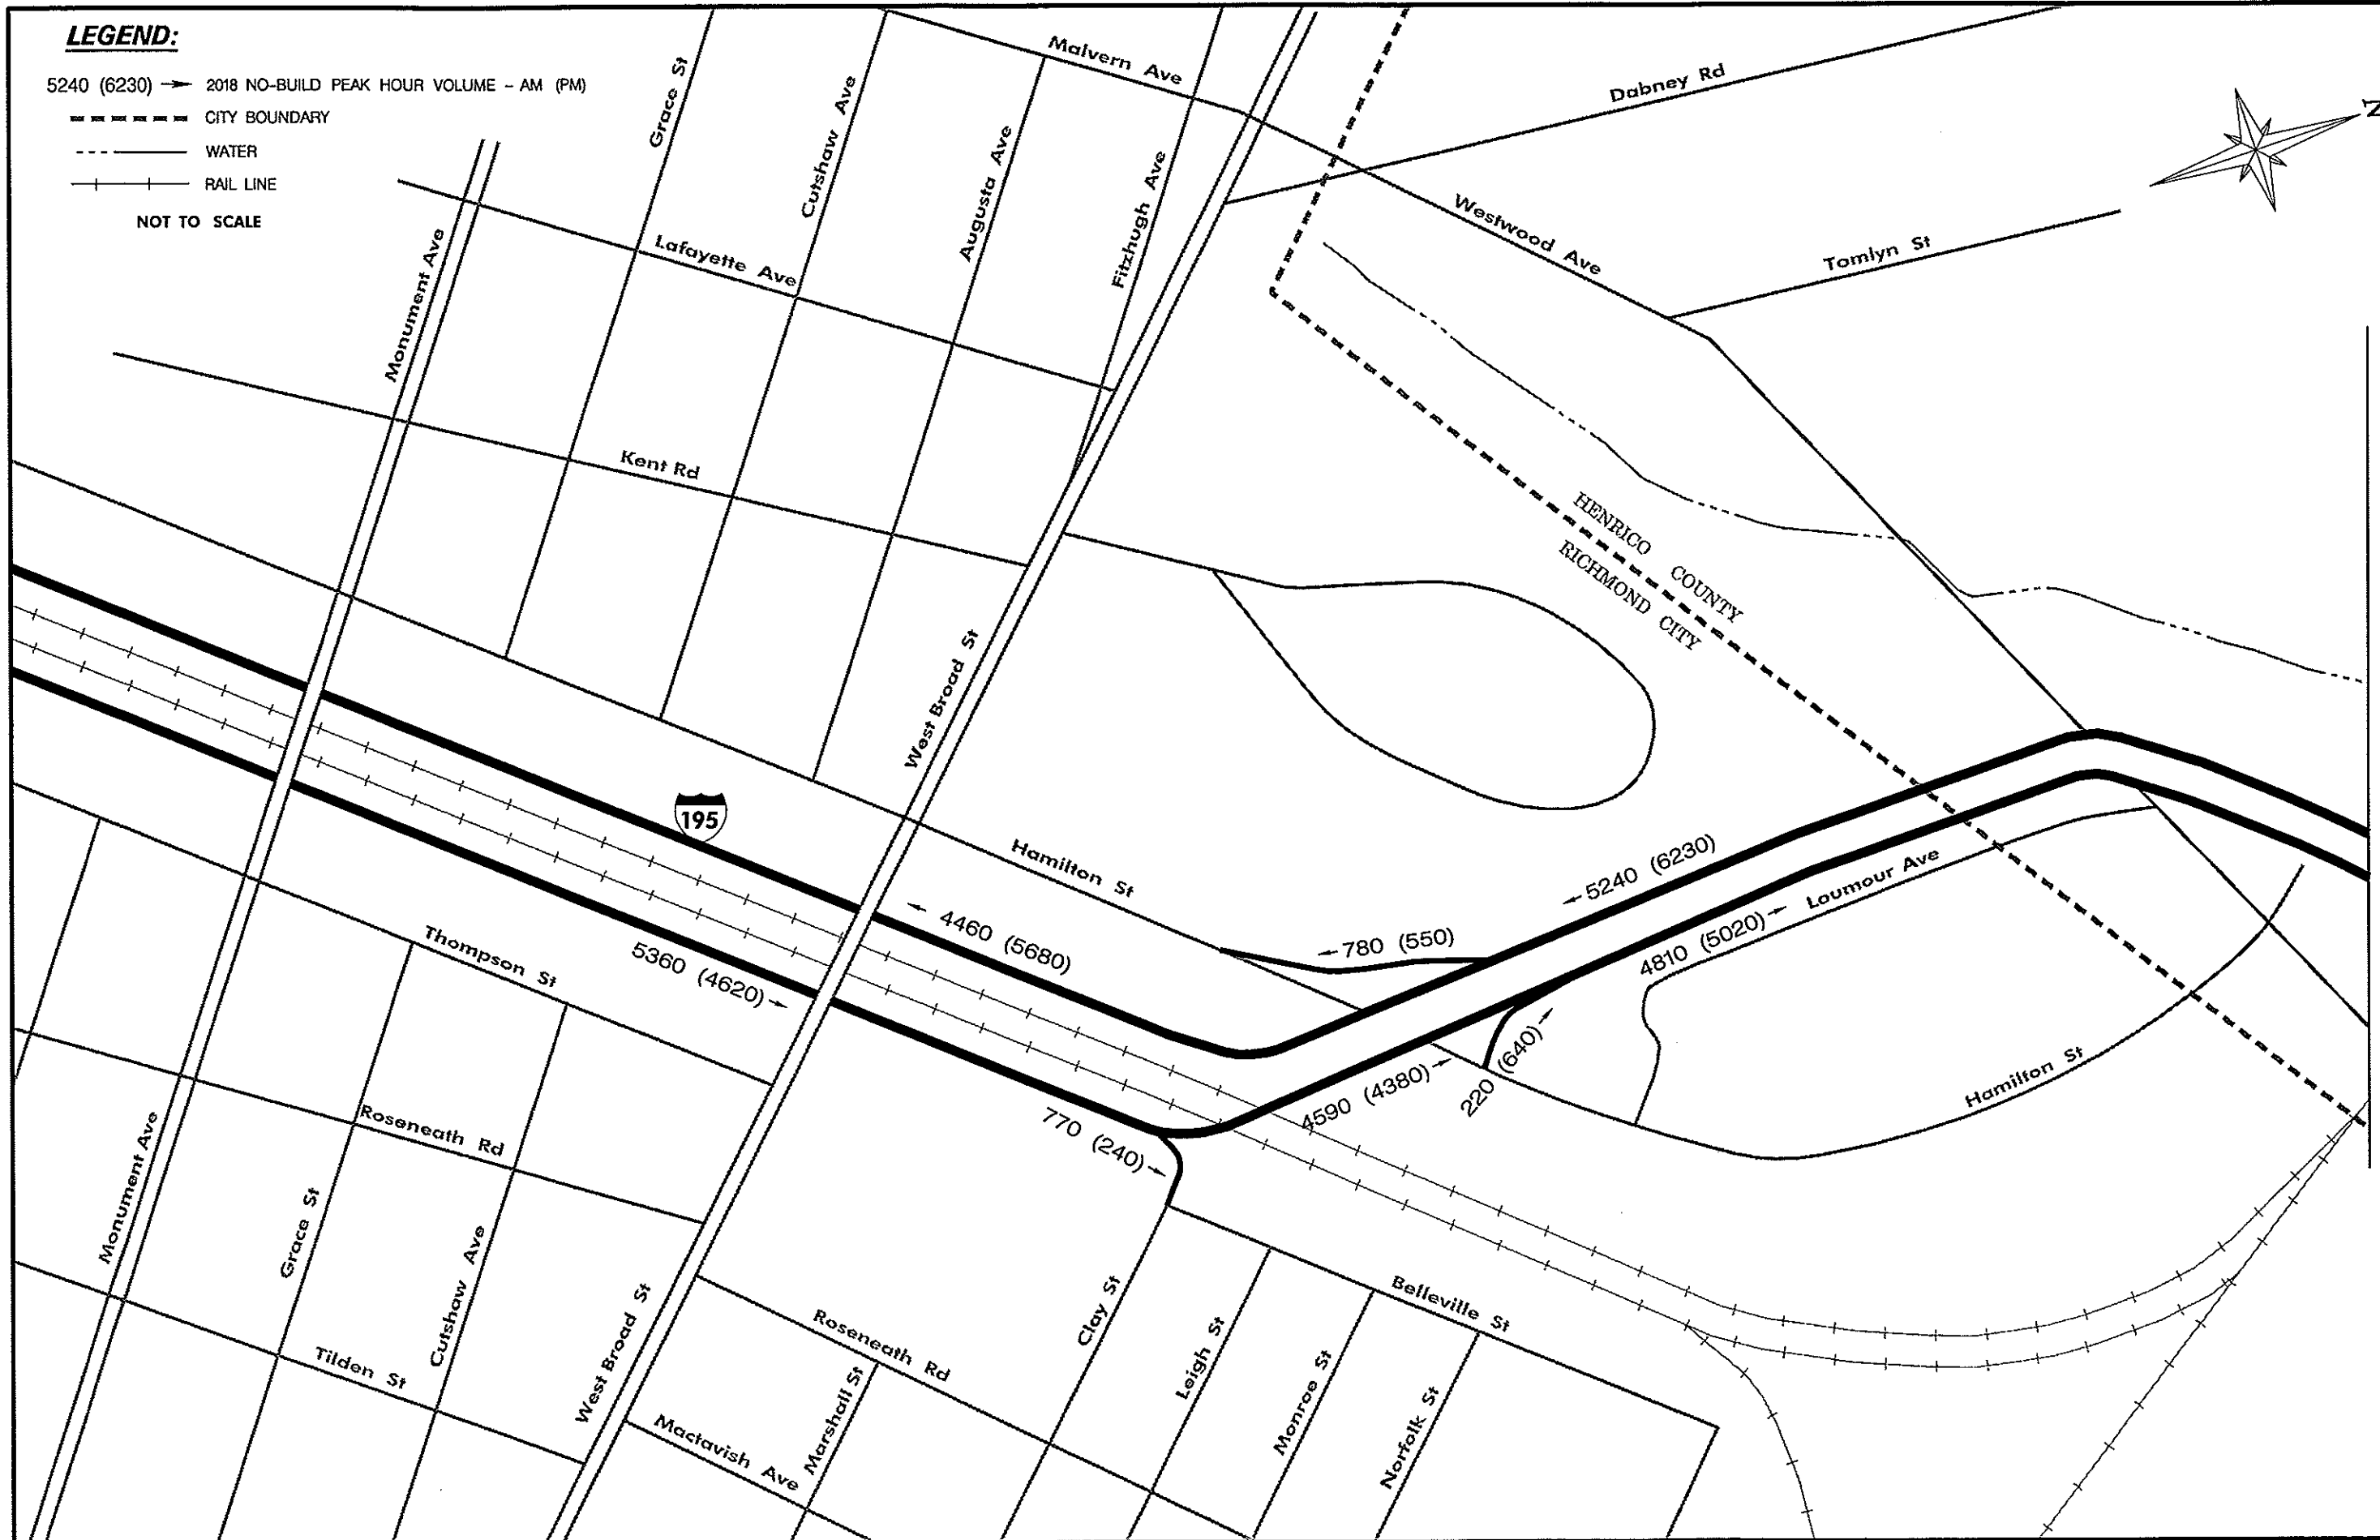 LEGEND:
5240 (6230) → 2018 NO-BUILD PEAK HOUR VOLUME - AM (PM)
CITY BOUNDARY
WATER
RAIL LINE
NOT TO SCALE
Malvern Ave
Grace St
Cutshaw Ave
Augusta Ave
Fitzhugh Ave
Dabney Rd
N
Westwood Ave
Tomlyn St
Monument Ave
Lafayette Ave
Kent Rd
HENRICO COUNTY
RICHMOND CITY
West Broad St
195
Hamilton St
← 5240 (6230)
← 4460 (5680)
← 780 (550)
4810 (5020) →
Loumour Ave
5360 (4620) →
Thompson St
4590 (4380) →
220 (640) →
Hamilton St
770 (240) →
Roseneath Rd
Monument Ave
Grace St
Cutshaw Ave
West Broad St
Tilden St
Roseneath Rd
Mactavish Ave
Marshall St
Clay St
Leigh St
Monroe St
Norfolk St
Belleville St